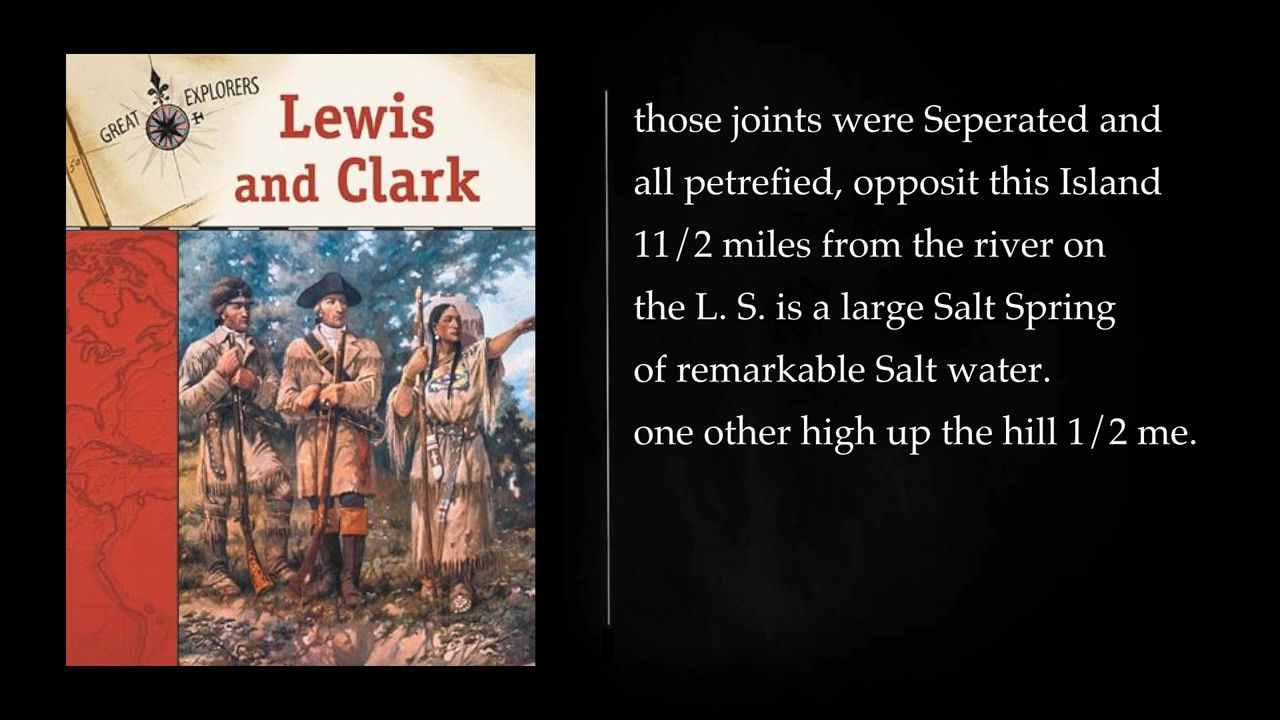 GREAT EXPLORERS
Lewis
and Clark
50
those joints were Seperated and
all petrefied, opposit this Island
11/2 miles from the river on
the L. S. is a large Salt Spring
of remarkable Salt water.
one other high up the hill 1/2 me.